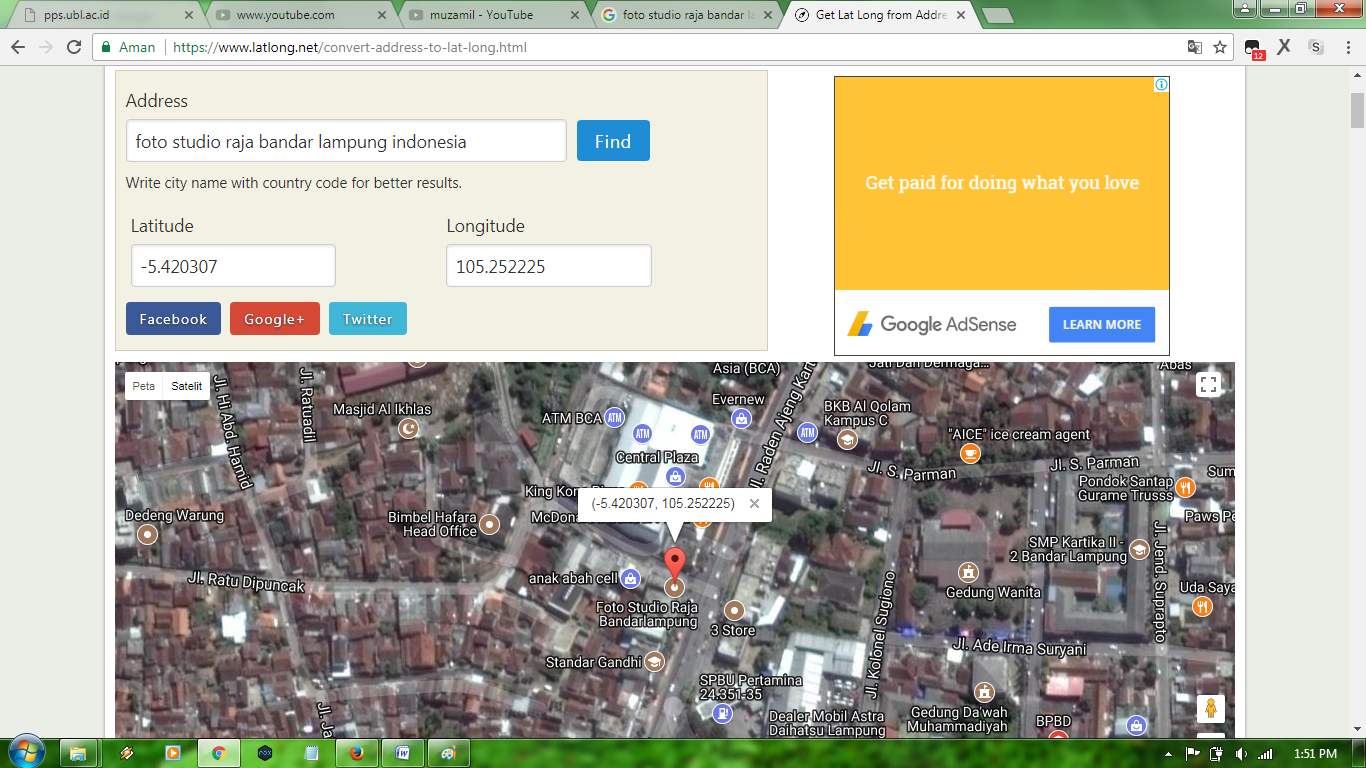 pps.ubl.ac.id
www.youtube.com
muzamil - YouTube
foto studio raja bandar la
Get Lat Long from Addre
Aman
https://www.latlong.net/convert-address-to-lat-long.html
12
Address
foto studio raja bandar lampung indonesia
Find
Write city name with country code for better results.
Latitude
Longitude
-5.420307
105.252225
Facebook
Google+
Twitter
Get paid for doing what you love
Google AdSense
LEARN MORE
Peta
Satelit
Jl. Hi Abd. Hamid
Jl. Ratuadil
Masjid Al Ikhlas
Asia (BCA)
Jati Dan Dermaga...
Abas
Evernew
Jl. Raden Ajeng Kart
ATM BCA
ATM
ATM
ATM
ATM
BKB Al Qolam
Kampus C
"AICE" ice cream agent
Central Plaza
Jl. S. Parman
Jl. S. Parman
Sum
Pondok Santap
Gurame Trusss
King Kong
(-5.420307, 105.252225)
Dedeng Warung
Bimbel Hafara
Head Office
McDona
Paws Pe
SMP Kartika II -
2 Bandar Lampung
Jl. Jend. Suprapto
Jl. Ratu Dipuncak
anak abah cell
Foto Studio Raja
Bandarlampung
3 Store
Jl. Kolonel Sugiono
Gedung Wanita
Uda Saya
Jl. Ade Irma Suryani
Standar Gandhi
SPBU Pertamina
24-351-35
Dealer Mobil Astra
Daihatsu Lampung
Gedung Da'wah
Muhammadiyah
BPBD
Jl. Ja
1:51 PM